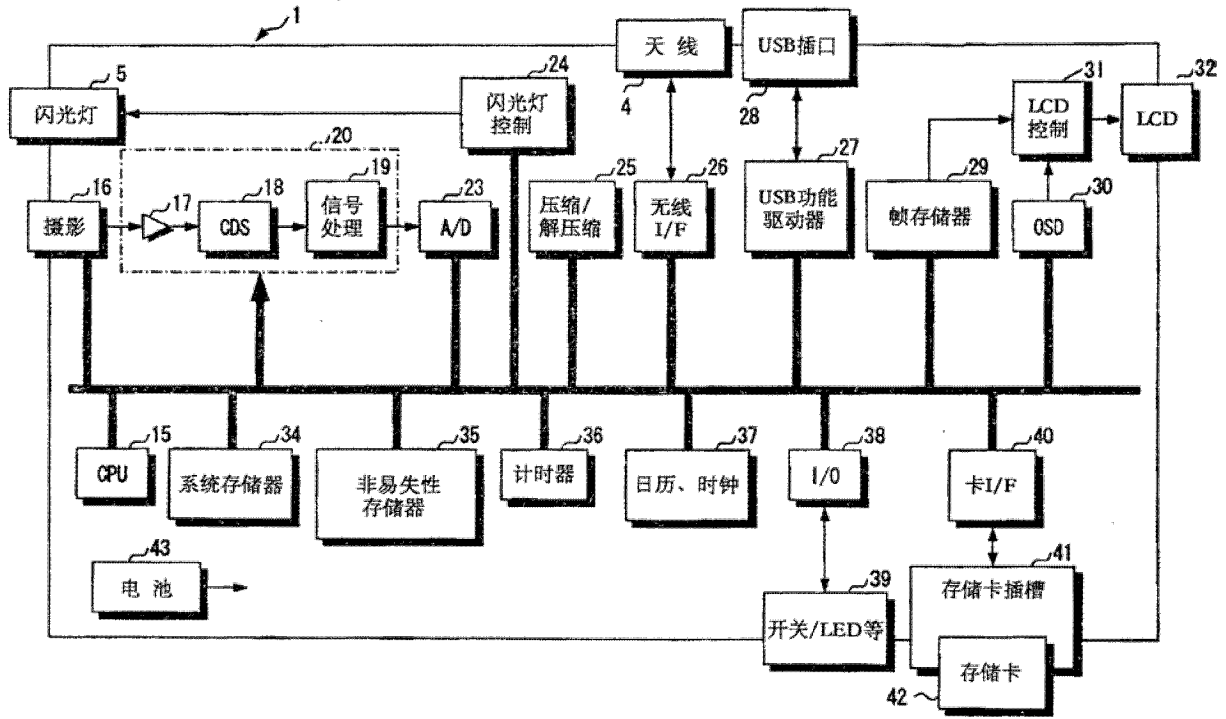 1
天 线
4
USB插口
28
5
闪光灯
24
闪光灯
控制
31
LCD
控制
32
LCD
20
16
摄影
17
18
CDS
19
信号
处理
23
A/D
25
压缩/
解压缩
26
无线
I/F
27
USB功能
驱动器
29
帧存储器
30
OSD
15
CPU
34
系统存储器
35
非易失性
存储器
36
计时器
37
日历、时钟
38
I/O
40
卡I/F
43
电 池
39
开关/LED等
41
存储卡插槽
42
存储卡